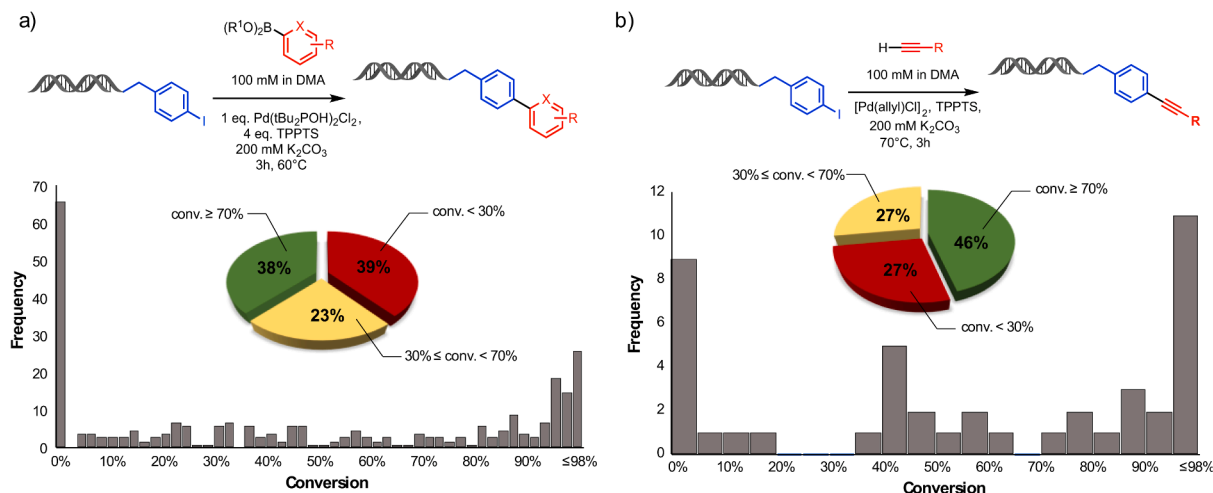 a)
(R¹O)₂B
X
R
100 mM in DMA
I
1 eq. Pd(tBu₂POH)₂Cl₂ ,
4 eq. TPPTS
200 mM K₂CO₃
3h, 60°C
X
R
70
60
50
40
30
20
10
0
Frequency
conv. ≥ 70%
conv. < 30%
38%
39%
23%
30% ≤ conv. < 70%
0% 10% 20% 30% 40% 50% 60% 70% 80% 90% ≤98%
Conversion
b)
H
R
100 mM in DMA
I
[Pd(allyl)Cl]₂, TPPTS,
200 mM K₂CO₃
70°C, 3h
R
12
10
8
6
4
2
0
Frequency
30% ≤ conv. < 70%
conv. ≥ 70%
27%
46%
27%
conv. < 30%
0% 10% 20% 30% 40% 50% 60% 70% 80% 90% ≤98%
Conversion